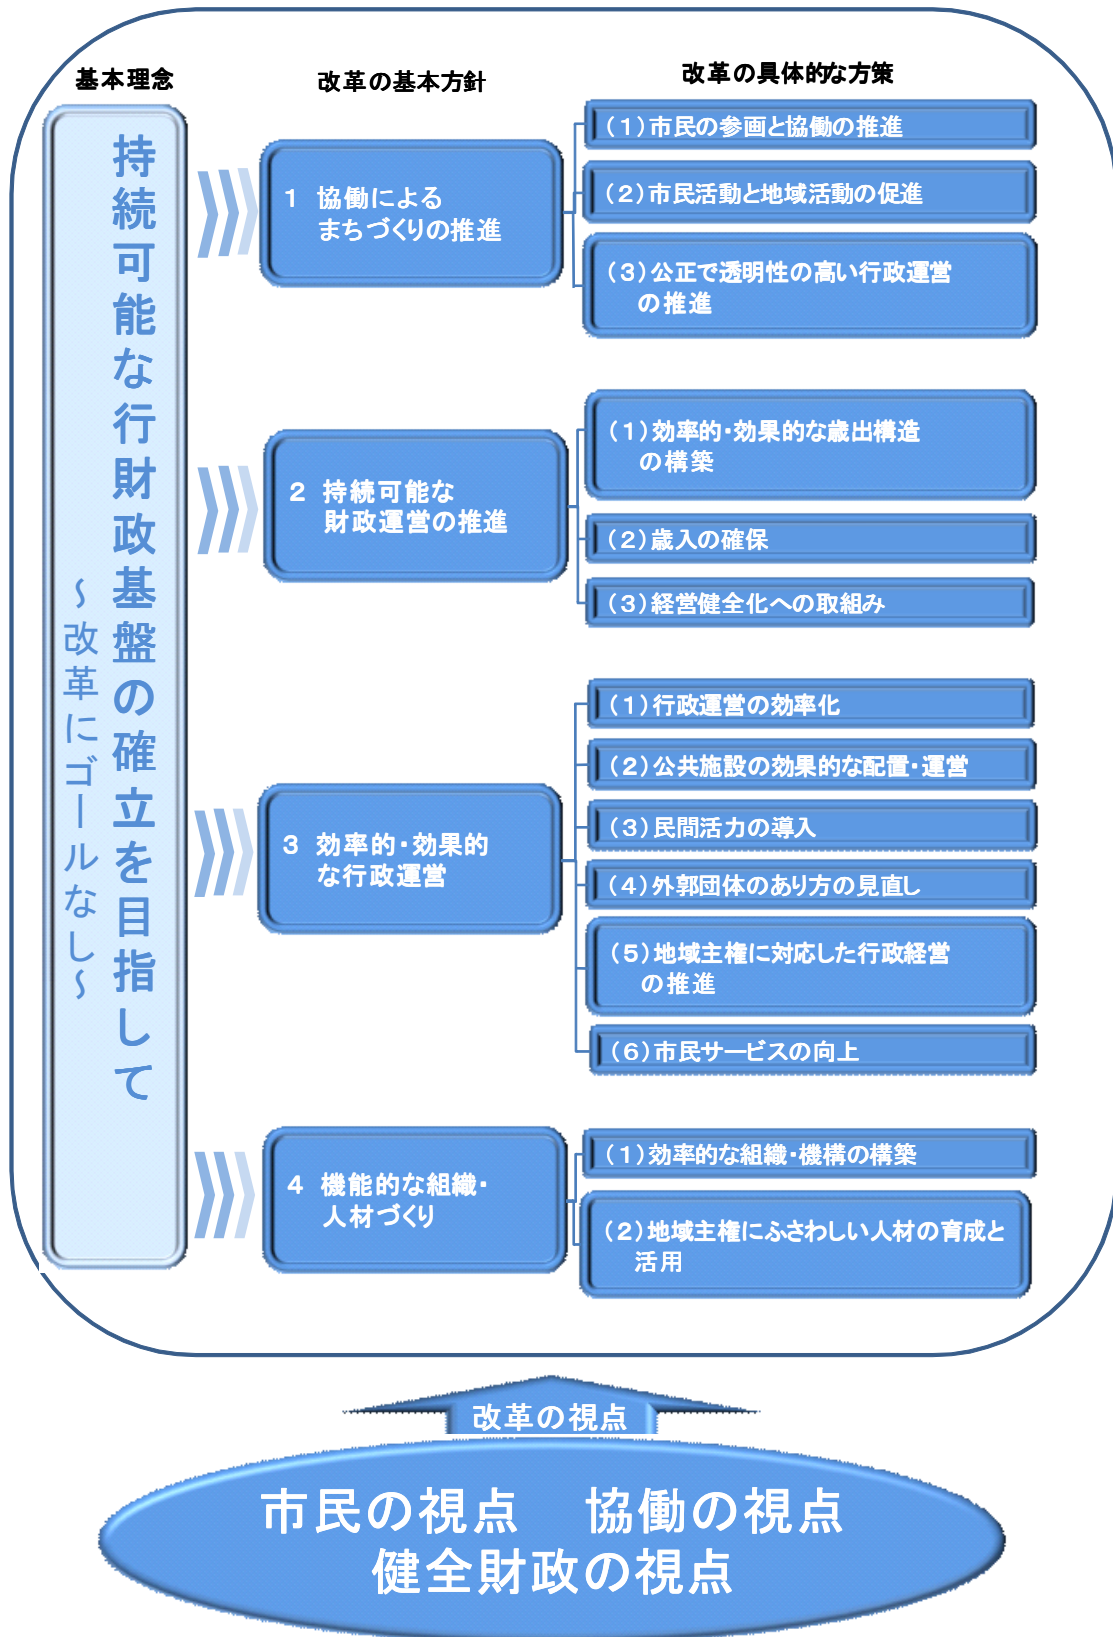 基本理念
改革の基本方針
改革の具体的な方策
持続可能な行財政基盤の確立を目指して
～改革にゴールなし～
1 協働による
まちづくりの推進
(1)市民の参画と協働の推進
(2)市民活動と地域活動の促進
(3)公正で透明性の高い行政運営
の推進
2 持続可能な
財政運営の推進
(1)効率的・効果的な歳出構造
の構築
(2)歳入の確保
(3)経営健全化への取組み
3 効率的・効果的
な行政運営
(1)行政運営の効率化
(2)公共施設の効果的な配置・運営
(3)民間活力の導入
(4)外郭団体のあり方の見直し
(5)地域主権に対応した行政経営
の推進
(6)市民サービスの向上
4 機能的な組織・
人材づくり
(1)効率的な組織・機構の構築
(2)地域主権にふさわしい人材の育成と
活用
改革の視点
市民の視点 協働の視点
健全財政の視点